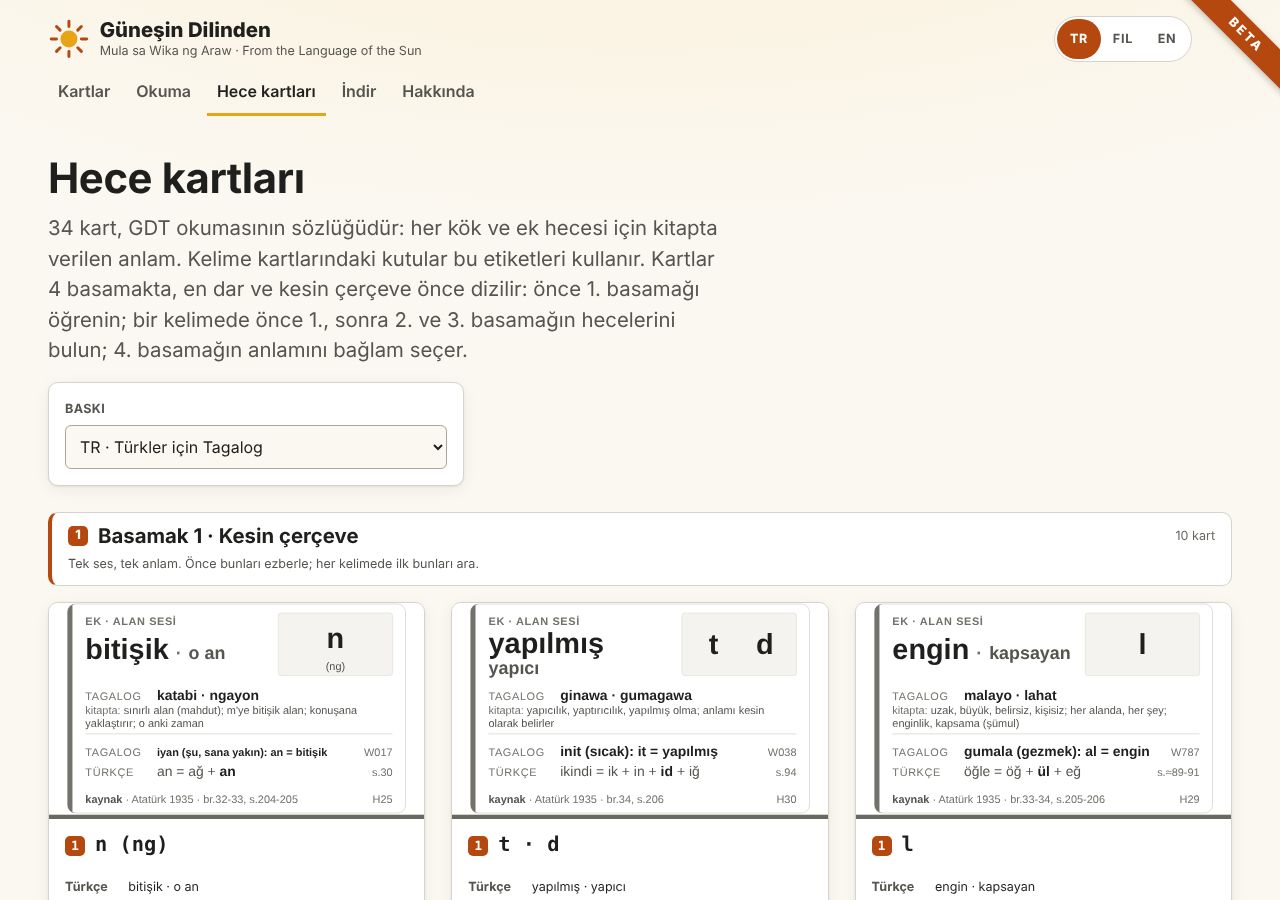 Güneşin Dilinden
Mula sa Wika ng Araw · From the Language of the Sun
TR FIL EN
BETA
Kartlar Okuma Hece kartları İndir Hakkında
Hece kartları
34 kart, GDT okumasının sözlüğüdür: her kök ve ek hecesi için kitapta
verilen anlam. Kelime kartlarındaki kutular bu etiketleri kullanır. Kartlar
4 basamakta, en dar ve kesin çerçeve önce dizilir: önce 1. basamağı
öğrenin; bir kelimede önce 1., sonra 2. ve 3. basamağın hecelerini
bulun; 4. basamağın anlamını bağlam seçer.
BASKI
TR · Türkler için Tagalog
1 Basamak 1 · Kesin çerçeve
10 kart
Tek ses, tek anlam. Önce bunları ezberle; her kelimede ilk bunları ara.
EK · ALAN SESİ
bitişik · o an
n
(ng)
TAGALOG katabi · ngayon
kitapta: sınırlı alan (mahdut); m'ye bitişik alan; konuşana
yaklaştırır; o anki zaman
TAGALOG iyan (şu, sana yakın): an = bitişik W017
TÜRKÇE an = ağ + an s.30
kaynak · Atatürk 1935 · br.32-33, s.204-205 H25
1 n (ng)
Türkçe bitişik · o an
EK · ALAN SESİ
yapılmış
yapıcı
t d
TAGALOG ginawa · gumagawa
kitapta: yapıcılık, yaptırıcılık, yapılmış olma; anlamı kesin
olarak belirler
TAGALOG init (sıcak): it = yapılmış W038
TÜRKÇE ikindi = ik + in + id + iğ s.94
kaynak · Atatürk 1935 · br.34, s.206 H30
1 t · d
Türkçe yapılmış · yapıcı
EK · ALAN SESİ
engin · kapsayan
l
TAGALOG malayo · lahat
kitapta: uzak, büyük, belirsiz, kişisiz; her alanda, her şey;
enginlik, kapsama (şümul)
TAGALOG gumala (gezmek): al = engin W787
TÜRKÇE öğle = öğ + ül + eğ s.≈89-91
kaynak · Atatürk 1935 · br.33-34, s.205-206 H29
1 l
Türkçe engin · kapsayan